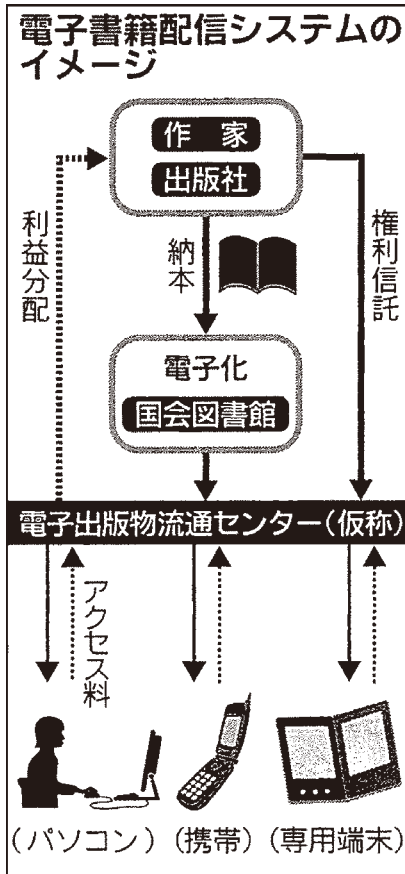 電子書籍配信システムの
イメージ
作家
出版社
利益分配
納本
権利信託
電子化
国会図書館
電子出版物流通センター(仮称)
アクセス料
(パソコン)
(携帯)
(専用端末)